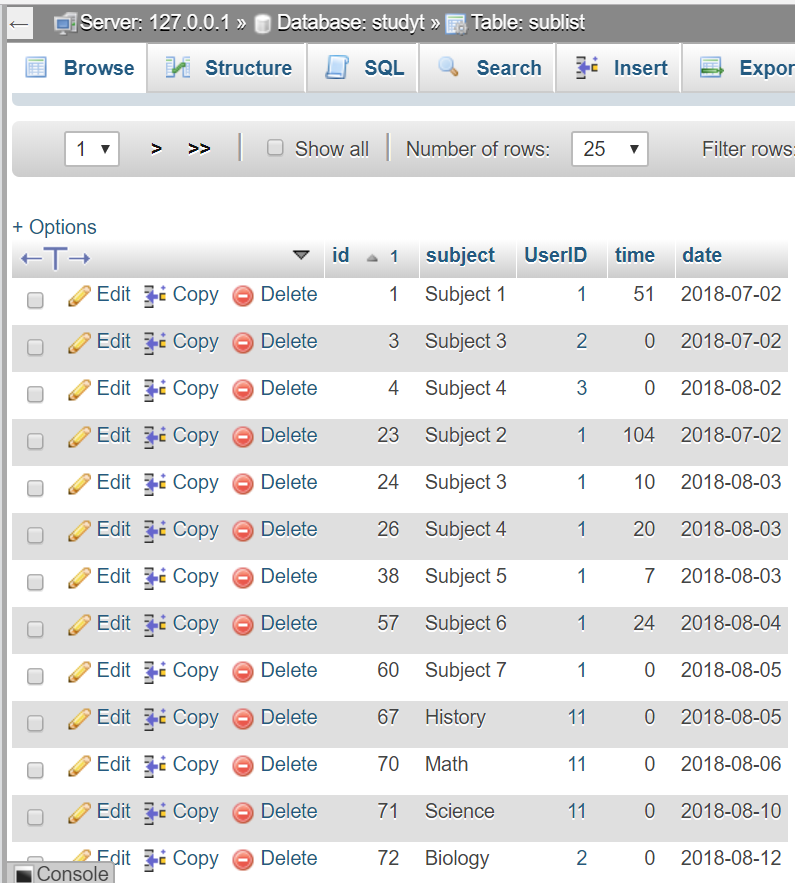 ← Server: 127.0.0.1 » Database: studyt » Table: sublist
Browse Structure SQL Search Insert Expor
1 > >> Show all Number of rows: 25 Filter rows:
+ Options
←T→ id 1 subject UserID time date
Edit Copy Delete 1 Subject 1 1 51 2018-07-02
Edit Copy Delete 3 Subject 3 2 0 2018-07-02
Edit Copy Delete 4 Subject 4 3 0 2018-08-02
Edit Copy Delete 23 Subject 2 1 104 2018-07-02
Edit Copy Delete 24 Subject 3 1 10 2018-08-03
Edit Copy Delete 26 Subject 4 1 20 2018-08-03
Edit Copy Delete 38 Subject 5 1 7 2018-08-03
Edit Copy Delete 57 Subject 6 1 24 2018-08-04
Edit Copy Delete 60 Subject 7 1 0 2018-08-05
Edit Copy Delete 67 History 11 0 2018-08-05
Edit Copy Delete 70 Math 11 0 2018-08-06
Edit Copy Delete 71 Science 11 0 2018-08-10
Edit Copy Delete 72 Biology 2 0 2018-08-12
Console